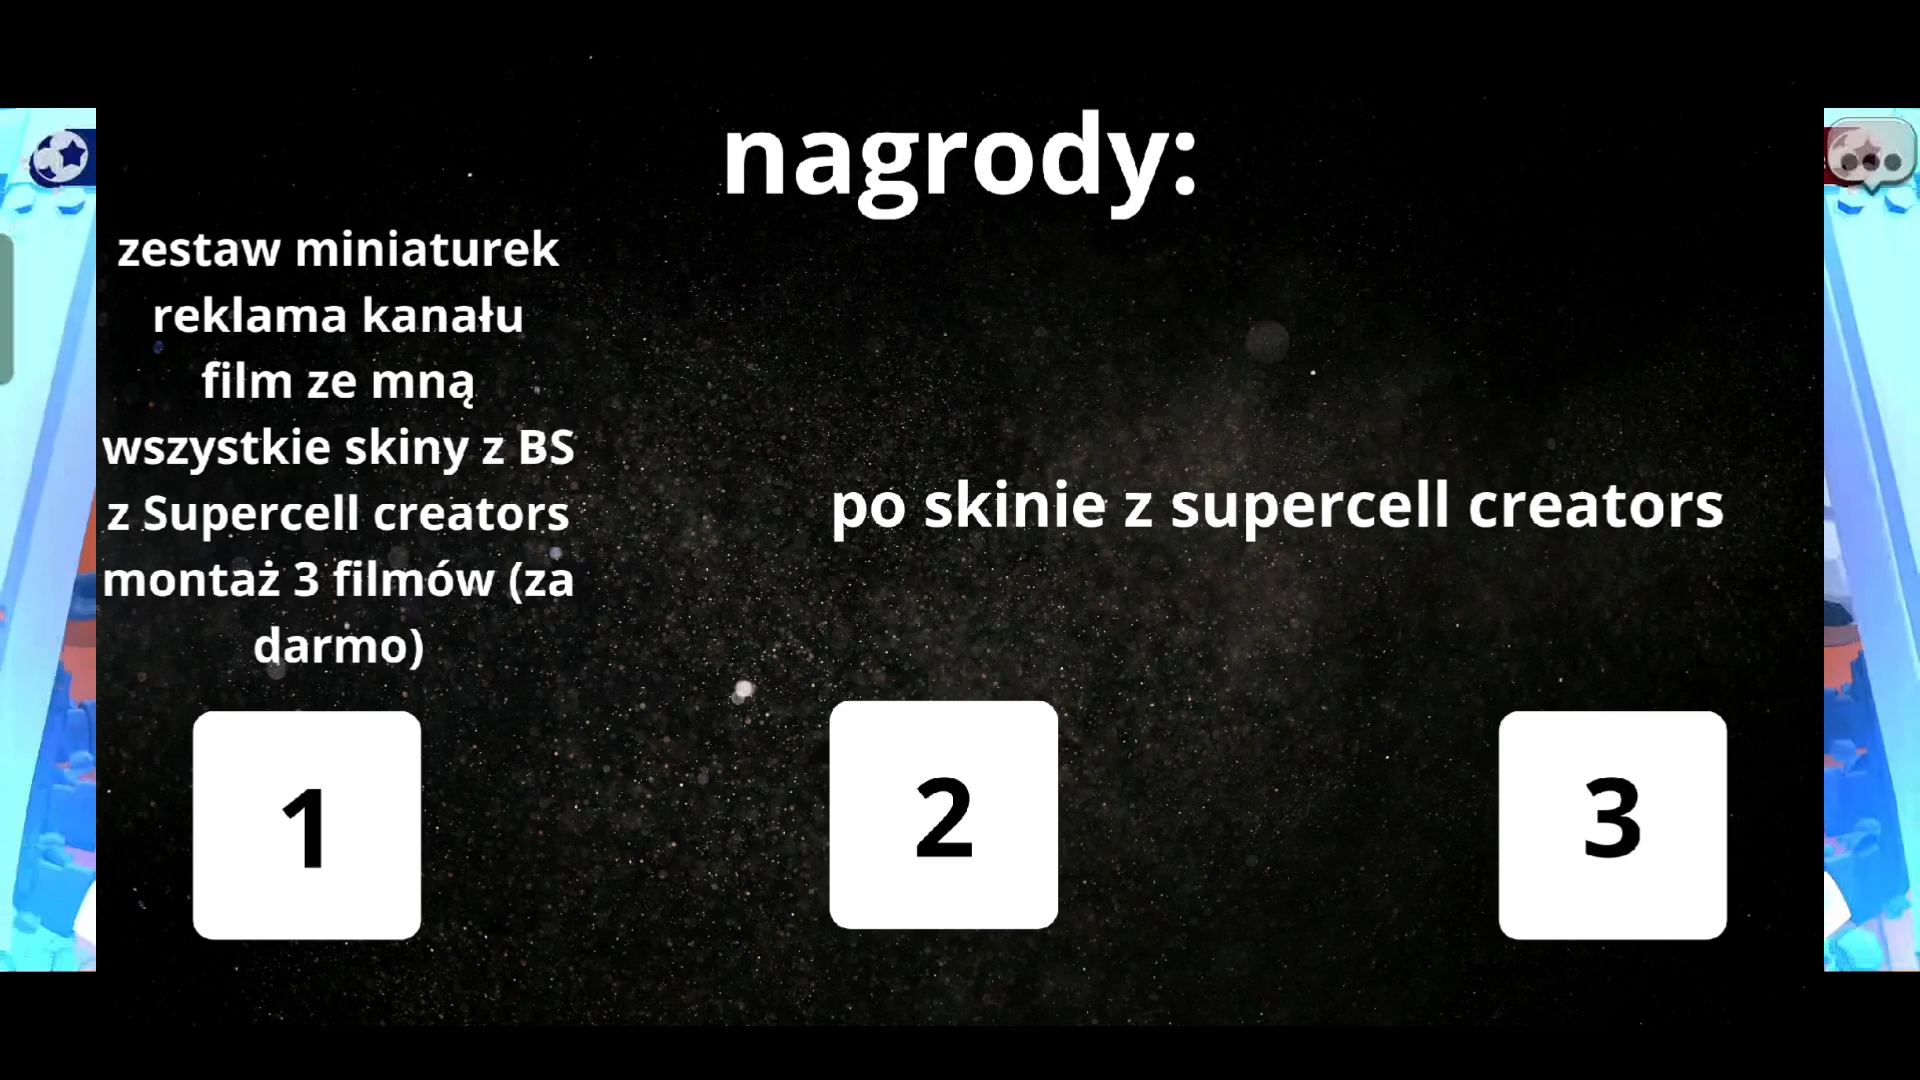 nagrody:
zestaw miniaturek
reklama kanału
film ze mną
wszystkie skiny z BS
z Supercell creators
montaż 3 filmów (za
darmo)
po skinie z supercell creators
1
2
3